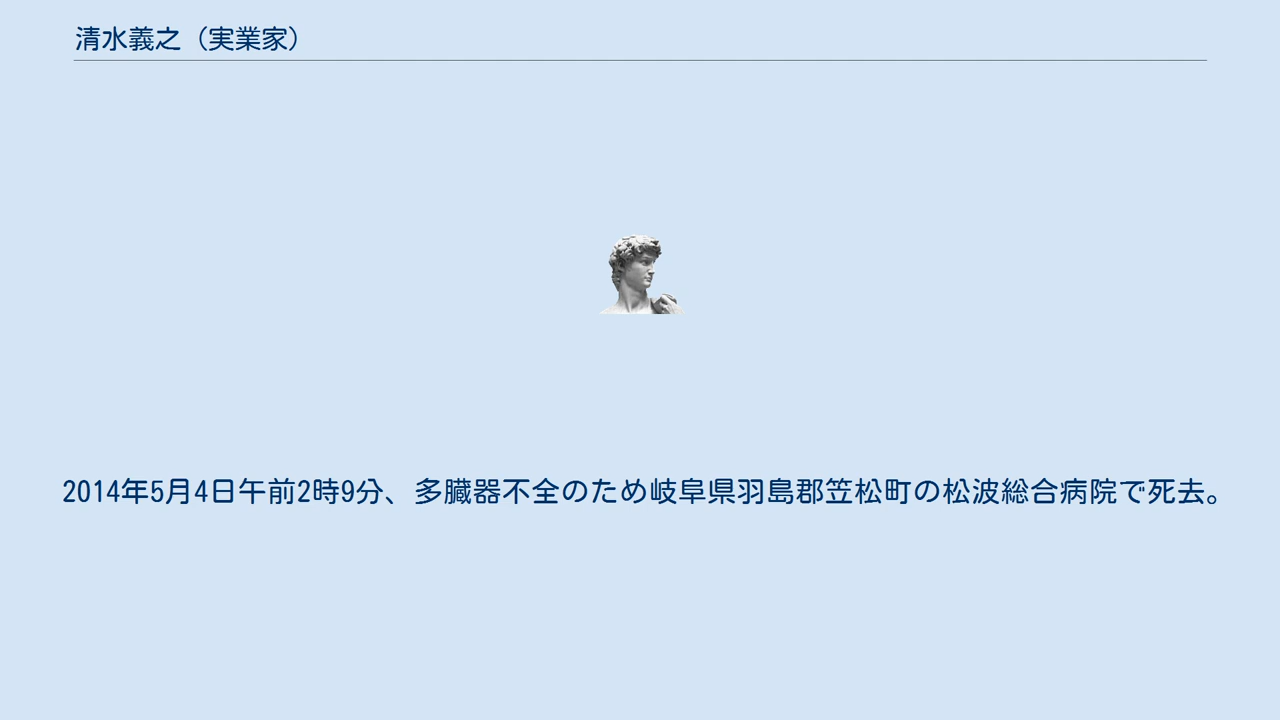 清水義之（実業家）
2014年5月4日午前2時9分、多臓器不全のため岐阜県羽島郡笠松町の松波総合病院で死去。